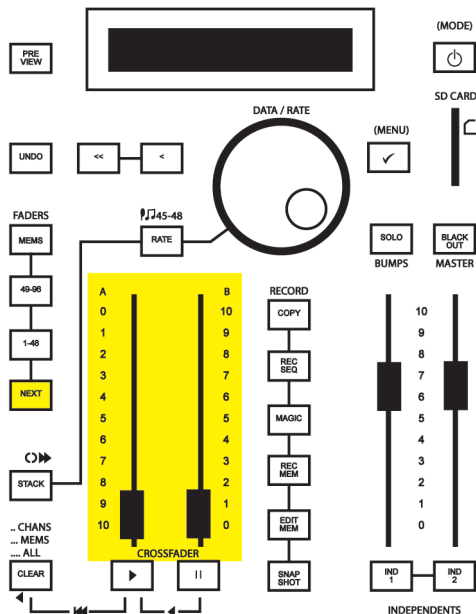 (MODE)
PRE
VIEW
SD CARD
DATA / RATE
(MENU)
UNDO
<<
<
45-48
FADERS
MEMS
RATE
SOLO
BLACK
OUT
BUMPS
MASTER
49-96
1-48
NEXT
A
B
0
10
1
9
2
8
3
7
4
6
5
5
6
4
7
3
8
2
9
1
10
0
CROSSFADER
RECORD
COPY
REC
SEQ
MAGIC
REC
MEM
EDIT
MEM
SNAP
SHOT
10
9
8
7
6
5
4
3
2
1
0
STACK
.. CHANS
... MEMS
.... ALL
CLEAR
IND
1
IND
2
INDEPENDENTS